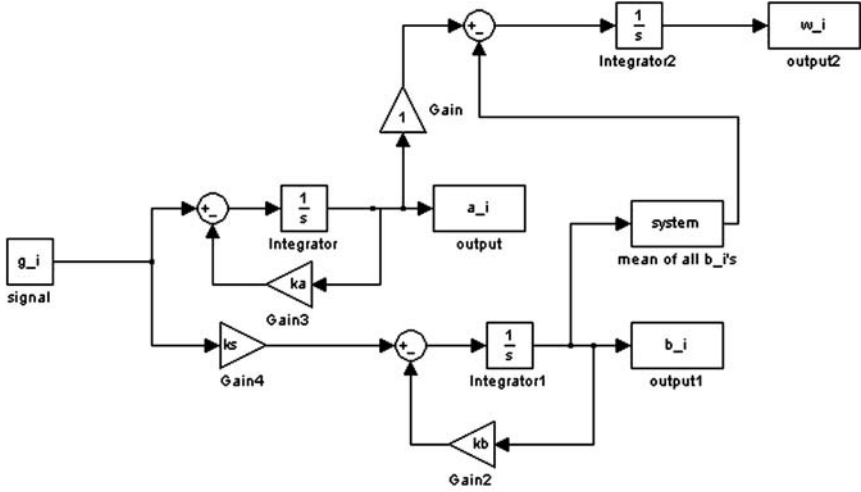 +
-
1
s
Integrator2
w_i
output2
1
Gain
+
-
1
s
Integrator
a_i
output
system
mean of all b_i's
g_i
signal
ka
Gain3
ks
Gain4
+
-
1
s
Integrator1
b_i
output1
kb
Gain2